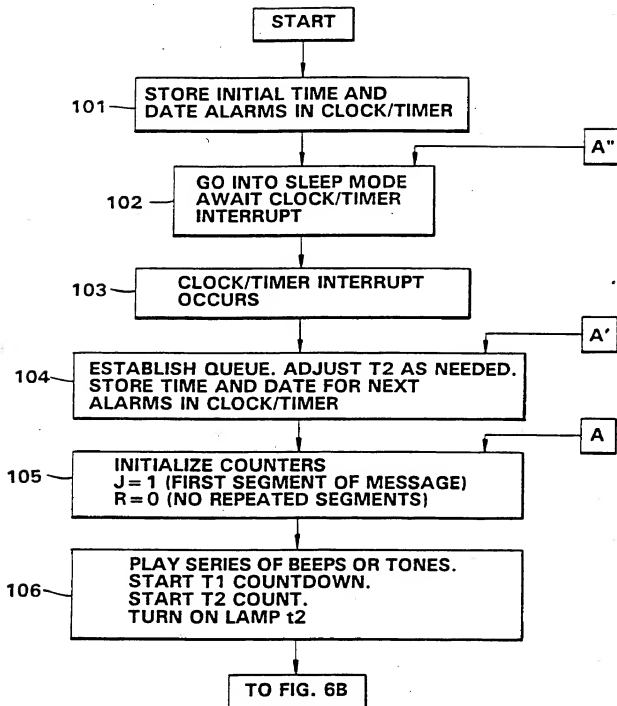 START
101
STORE INITIAL TIME AND
DATE ALARMS IN CLOCK/TIMER
A"
102
GO INTO SLEEP MODE
AWAIT CLOCK/TIMER
INTERRUPT
103
CLOCK/TIMER INTERRUPT
OCCURS
A'
104
ESTABLISH QUEUE. ADJUST T2 AS NEEDED.
STORE TIME AND DATE FOR NEXT
ALARMS IN CLOCK/TIMER
A
105
INITIALIZE COUNTERS
J=1 (FIRST SEGMENT OF MESSAGE)
R=0 (NO REPEATED SEGMENTS)
106
PLAY SERIES OF BEEPS OR TONES.
START T1 COUNTDOWN.
START T2 COUNT.
TURN ON LAMP t2
TO FIG. 6B